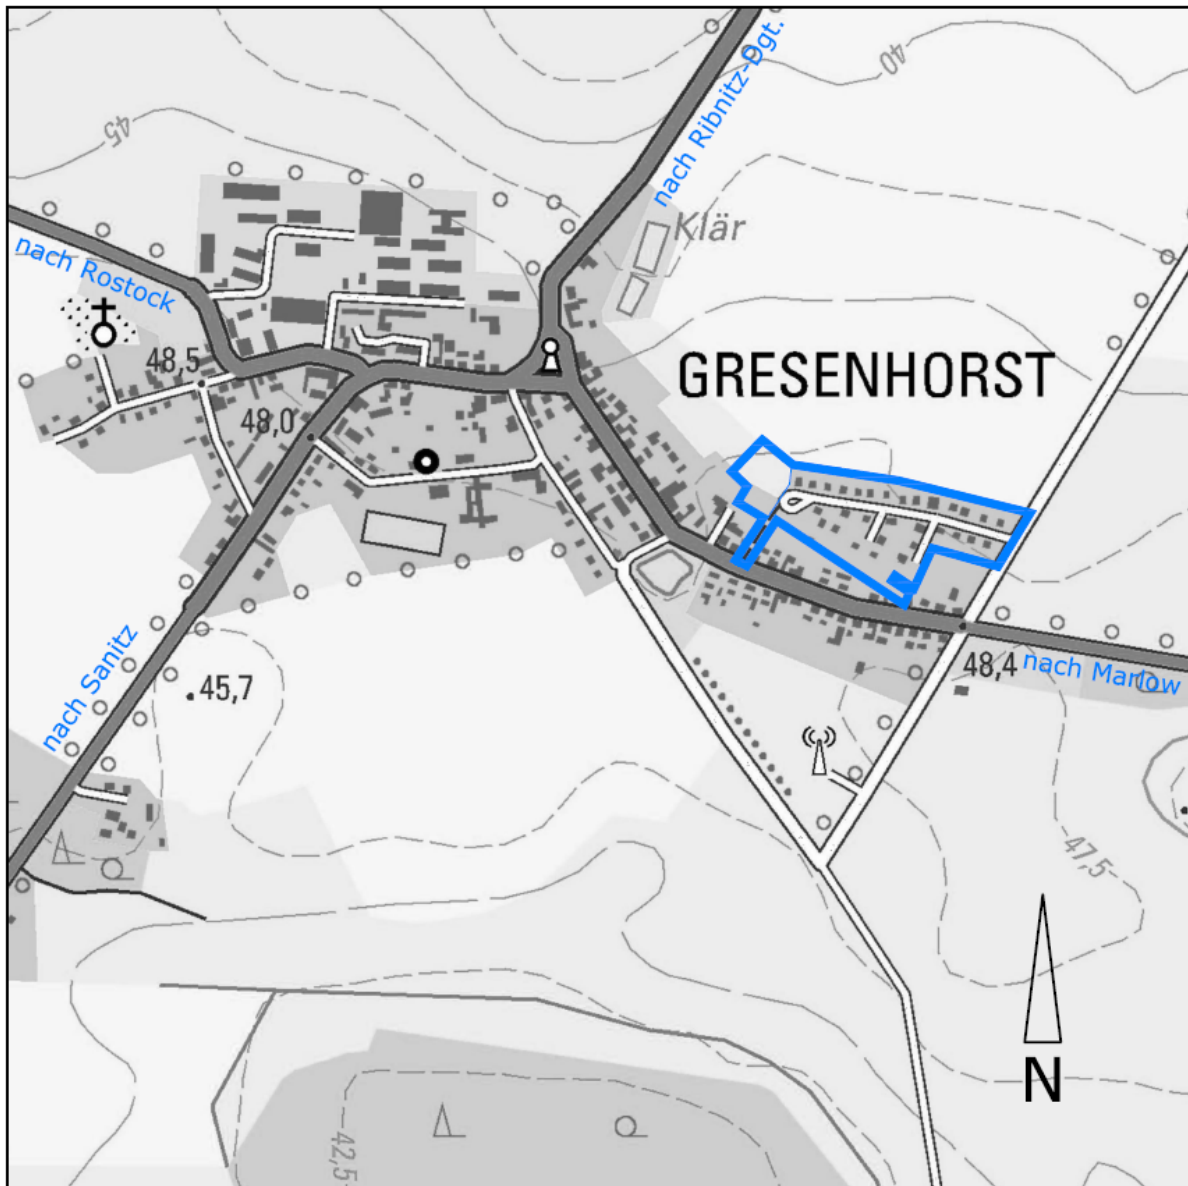 40
nach Ribnitz-Dgt.
45
Klär
nach Rostock
48,5
GRESENHORST
48,0
nach Sanitz
45,7
48,4
nach Marlow
47,5
N
42,5